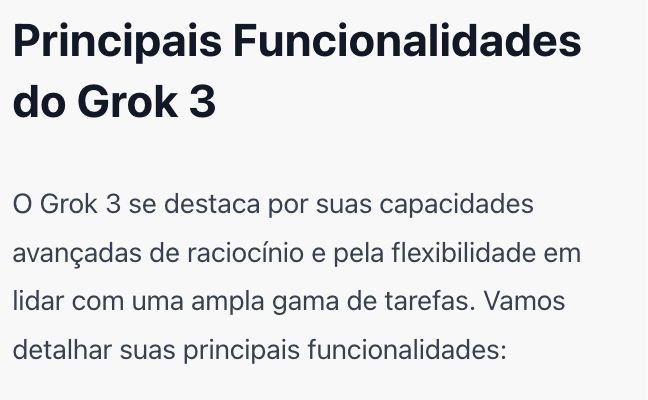 Principais Funcionalidades
do Grok 3
O Grok 3 se destaca por suas capacidades
avançadas de raciocínio e pela flexibilidade em
lidar com uma ampla gama de tarefas. Vamos
detalhar suas principais funcionalidades: